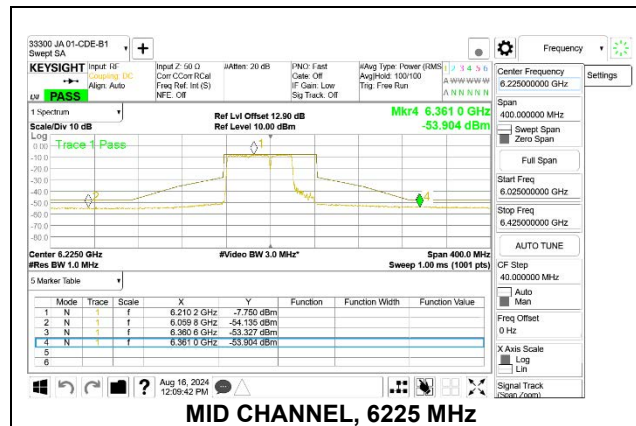 33300 JA 01-CDE-B1
Swept SA
Frequency
KEYSIGHT
Input: RF
Coupling: DC
Align: Auto
Input Z: 50 Ω
Corr CCorr RCal
Freq Ref: Int (S)
NFE: Off
#Atten: 20 dB
PNO: Fast
Gate: Off
IF Gain: Low
Sig Track: Off
#Avg Type: Power (RMS
Avg|Hold: 100/100
Trig: Free Run
1 2 3 4 5 6
A W W W W W
A N N N N N
PASS
Center Frequency
6.225000000 GHz
Settings
Span
400.000000 MHz
Swept Span
Zero Span
Full Span
Start Freq
6.025000000 GHz
Stop Freq
6.425000000 GHz
AUTO TUNE
CF Step
40.000000 MHz
Auto
Man
Freq Offset
0 Hz
X Axis Scale
Log
Lin
Signal Track
(Span Zoom)
1 Spectrum
Scale/Div 10 dB
Ref Lvl Offset 12.90 dB
Ref Level 10.00 dBm
Mkr4 6.361 0 GHz
-53.904 dBm
Log
Trace 1 Pass
0.00
-10.0
-20.0
-30.0
-40.0
-50.0
-60.0
-70.0
-80.0
1
2
4
Center 6.2250 GHz
#Res BW 1.0 MHz
#Video BW 3.0 MHz*
Span 400.0 MHz
Sweep 1.00 ms (1001 pts)
5 Marker Table
Mode Trace Scale X Y Function Function Width Function Value
1 N 1 f 6.210 2 GHz -7.750 dBm
2 N 1 f 6.059 8 GHz -54.135 dBm
3 N 1 f 6.360 6 GHz -53.327 dBm
4 N 1 f 6.361 0 GHz -53.904 dBm
5
6
?
Aug 16, 2024
12:09:42 PM
MID CHANNEL, 6225 MHz